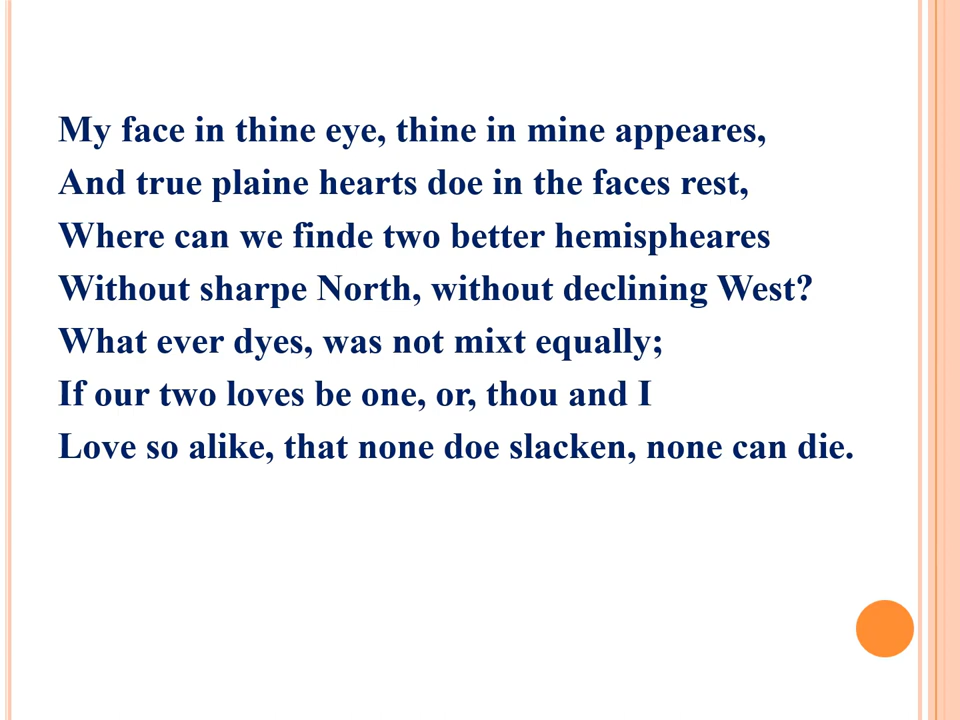 My face in thine eye, thine in mine appeares,
And true plaine hearts doe in the faces rest,
Where can we finde two better hemispheares
Without sharpe North, without declining West?
What ever dyes, was not mixt equally;
If our two loves be one, or, thou and I
Love so alike, that none doe slacken, none can die.